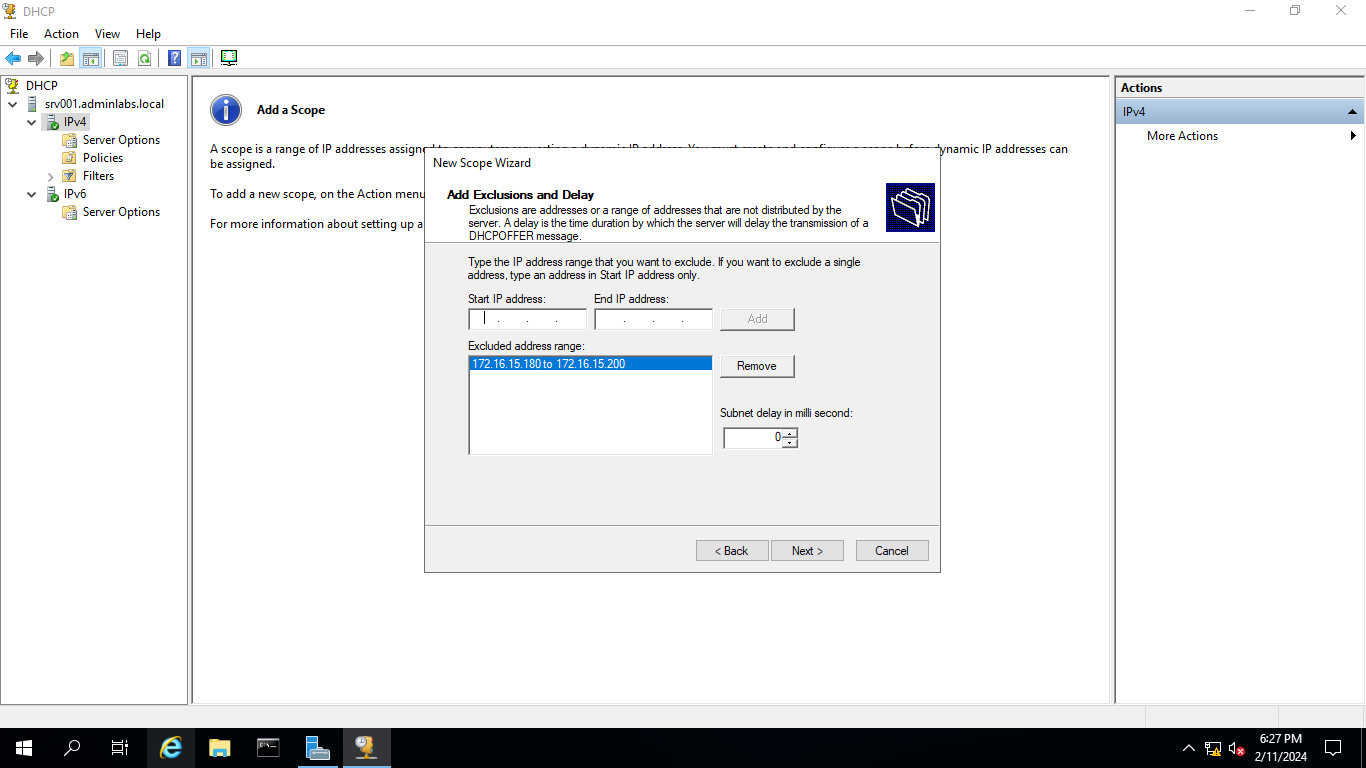 DHCP
File Action View Help
DHCP
srv001.adminlabs.local
IPv4
Server Options
Policies
Filters
IPv6
Server Options
Add a Scope
A scope is a range of IP addresses assigned
dynamic IP addresses can
be assigned.
To add a new scope, on the Action menu
For more information about setting up a
New Scope Wizard
Add Exclusions and Delay
Exclusions are addresses or a range of addresses that are not distributed by the
server. A delay is the time duration by which the server will delay the transmission of a
DHCPOFFER message.
Type the IP address range that you want to exclude. If you want to exclude a single
address, type an address in Start IP address only.
Start IP address: End IP address:
. . . . . . Add
Excluded address range:
172.16.15.180 to 172.16.15.200
Remove
Subnet delay in milli second:
0
< Back Next > Cancel
Actions
IPv4
More Actions
6:27 PM
2/11/2024